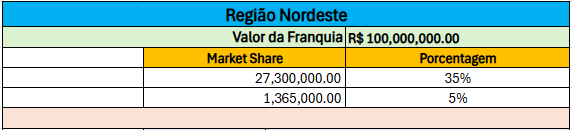 Região Nordeste
Valor da Franquia R$ 100,000,000.00
Market Share Porcentagem
27,300,000.00 35%
1,365,000.00 5%